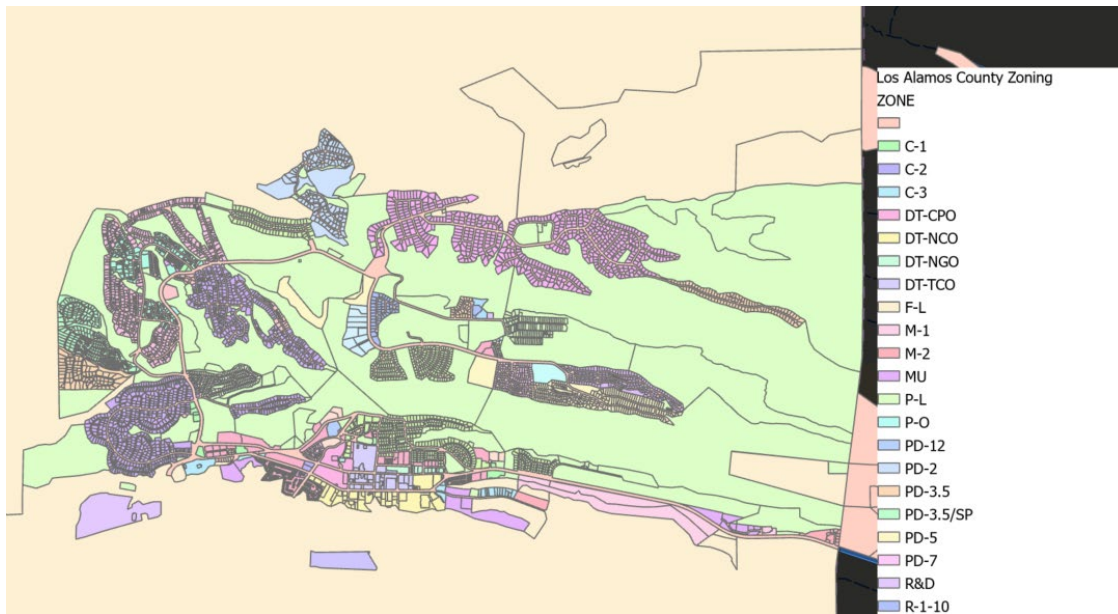 Los Alamos County Zoning
ZONE
C-1
C-2
C-3
DT-CPO
DT-NCO
DT-NGO
DT-TCO
F-L
M-1
M-2
MU
P-L
P-O
PD-12
PD-2
PD-3.5
PD-3.5/SP
PD-5
PD-7
R&D
R-1-10